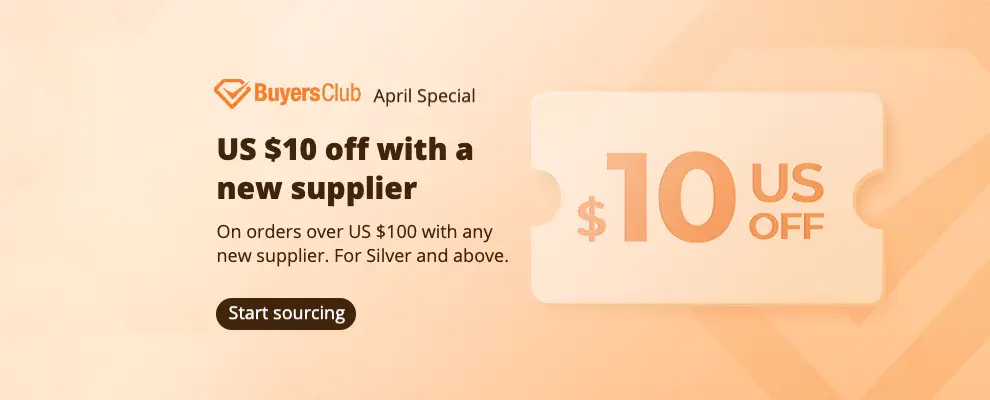 BuyersClub April Special
US $10 off with a
new supplier
On orders over US $100 with any
new supplier. For Silver and above.
Start sourcing
$10 US
OFF